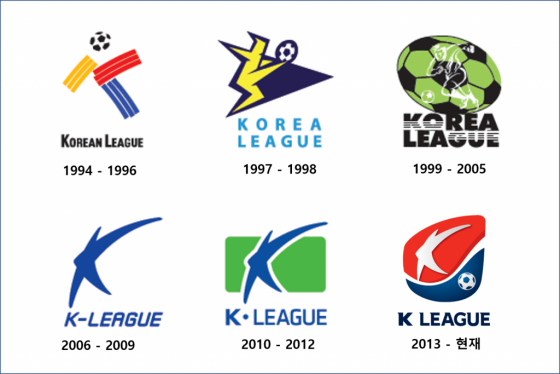 KOREAN LEAGUE
1994 - 1996
KOREA
LEAGUE
1997 - 1998
KOREA
LEAGUE
1999 - 2005
K-LEAGUE
2006 - 2009
K·LEAGUE
2010 - 2012
K LEAGUE
2013 - 현재